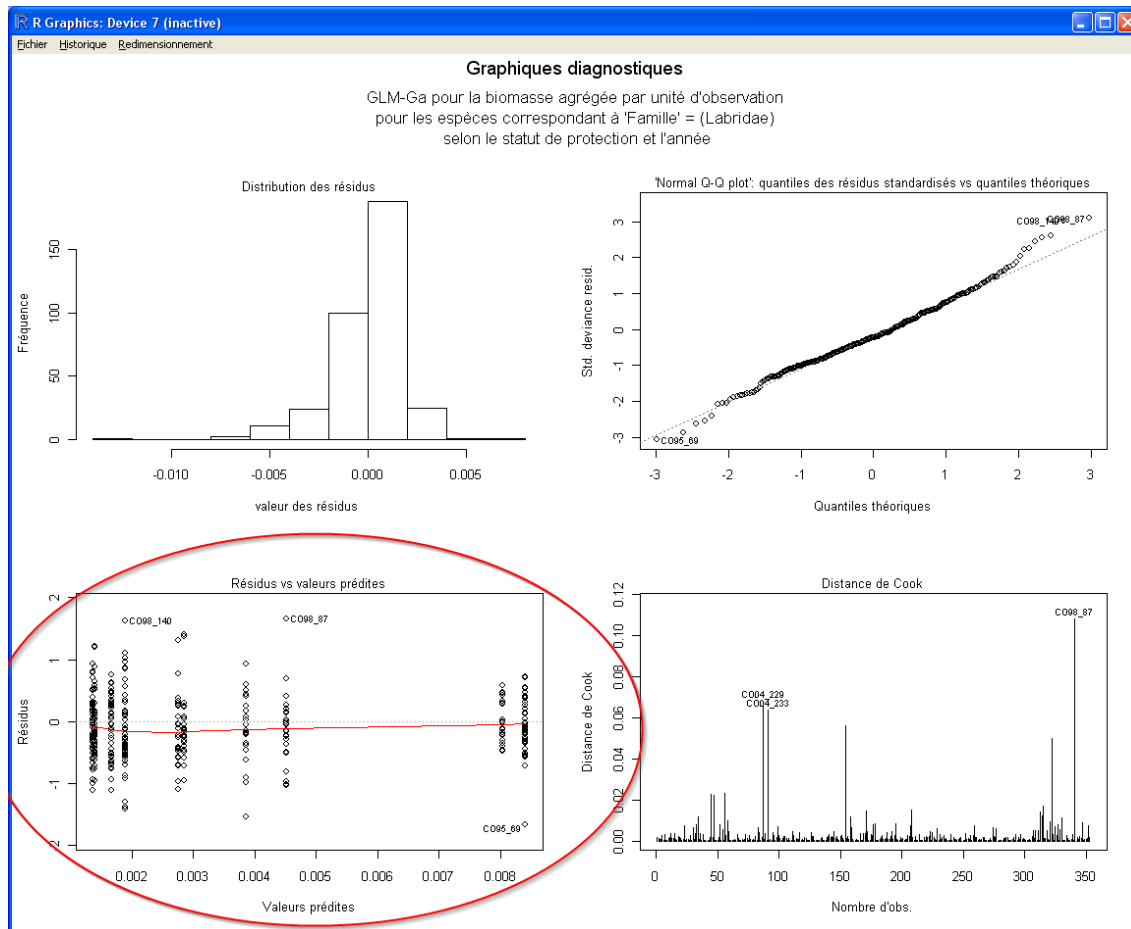 R Graphics: Device 7 (inactive)
Fichier Historique Redimensionnement
Graphiques diagnostiques
GLM-Ga pour la biomasse agrégée par unité d'observation
pour les espèces correspondant à 'Famille' = (Labridae)
selon le statut de protection et l'année
Distribution des résidus
Fréquence
0 50 100 150
-0.010 -0.005 0.000 0.005
valeur des résidus
'Normal Q-Q plot': quantiles des résidus standardisés vs quantiles théoriques
Std. deviance resid.
-3 -2 -1 0 1 2 3
CO98_87
CO95_69
-3 -2 -1 0 1 2 3
Quantiles théoriques
Résidus vs valeurs prédites
Résidus
-2 -1 0 1 2
CO98_140
CO98_87
CO95_69
0.002 0.003 0.004 0.005 0.006 0.007 0.008
Valeurs prédites
Distance de Cook
Distance de Cook
0.00 0.02 0.04 0.06 0.08 0.10 0.12
CO98_87
CO04_229
CO04_233
0 50 100 150 200 250 300 350
Nombre d'obs.